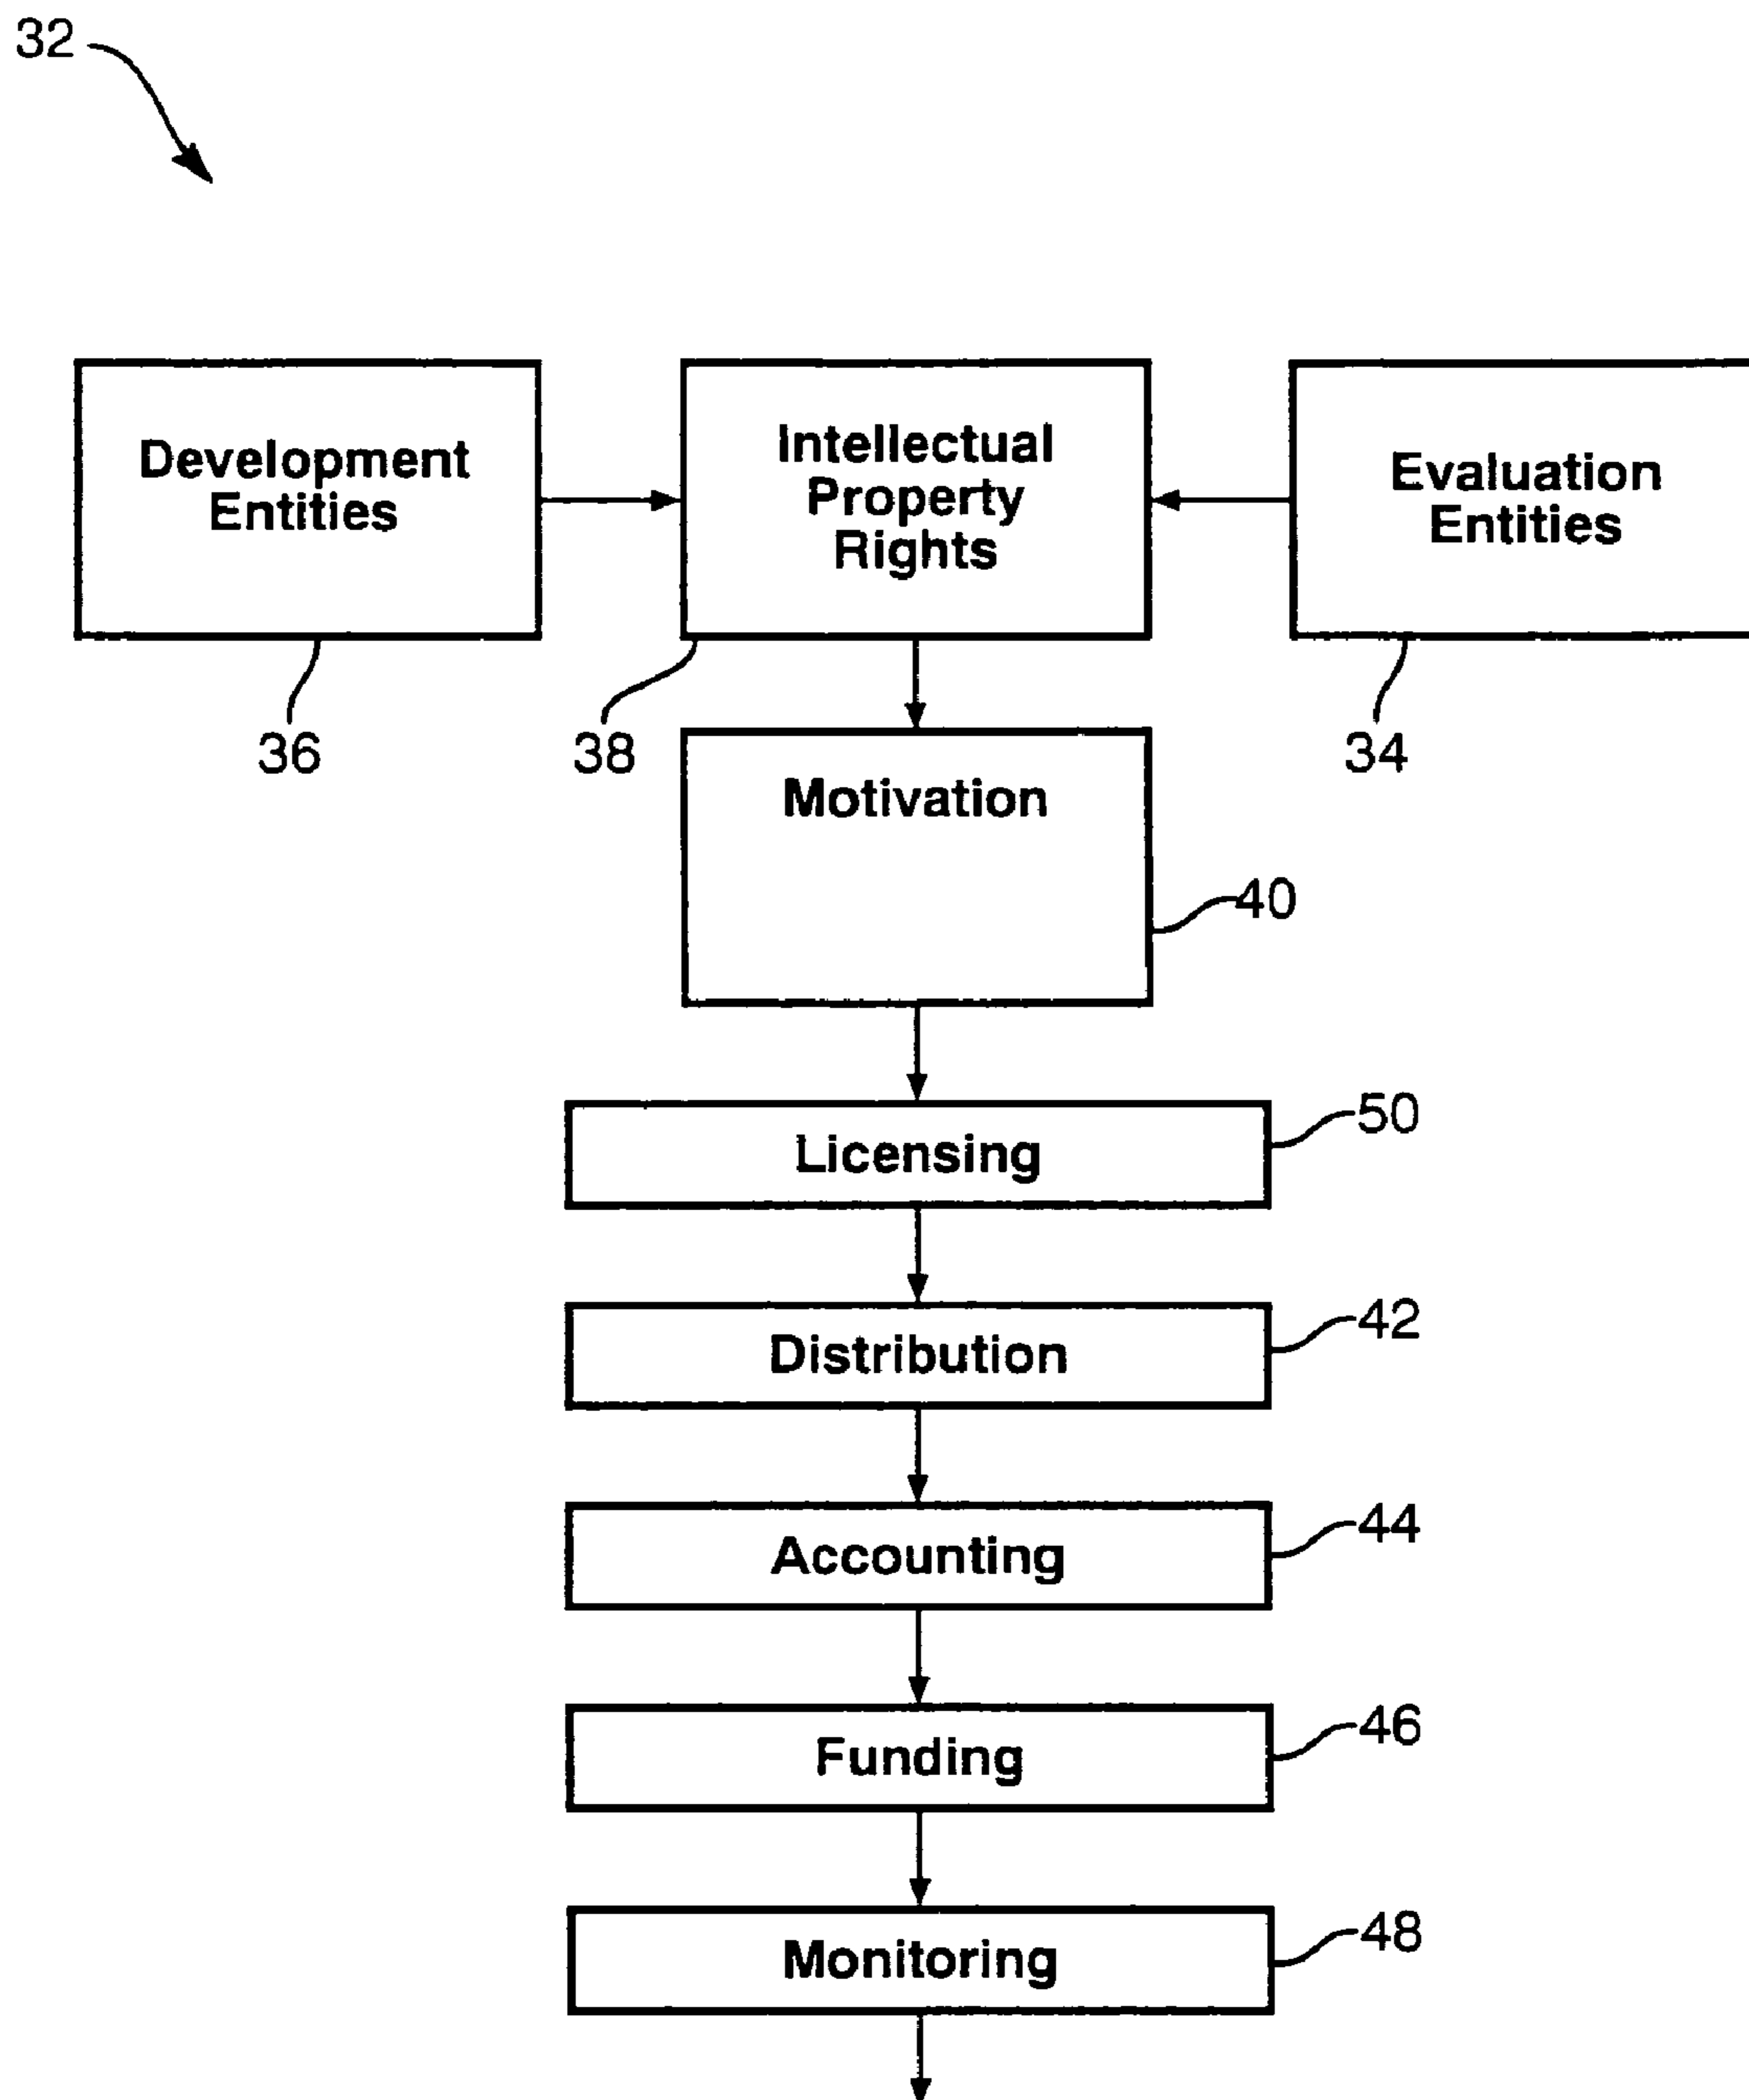 32
Development
Entities
Intellectual
Property
Rights
Evaluation
Entities
36
38
34
Motivation
40
Licensing
50
Distribution
42
Accounting
44
Funding
46
Monitoring
48